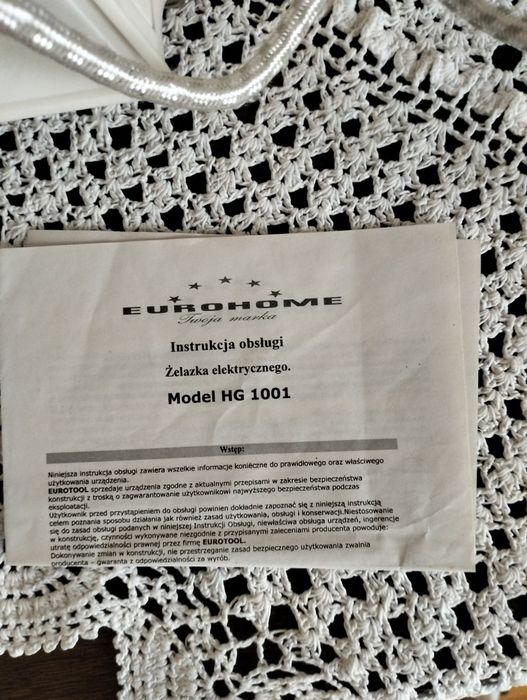 EUROHOME
Twoja marka
Instrukcja obsługi
Żelazka elektrycznego.
Model HG 1001
Wstęp:
Niniejsza instrukcja obsługi zawiera wszelkie informacje konieczne do prawidłowego oraz właściwego
użytkowania urządzenia.
EUROTOOL sprzedaje urządzenia zgodne z aktualnymi przepisami w zakresie bezpieczeństwa
konstrukcji z troską o zagwarantowanie użytkownikowi najwyższego bezpieczeństwa podczas
eksploatacji.
Użytkownik przed przystąpieniem do obsługi powinien dokładnie zapoznać się z niniejszą instrukcją
celem poznania sposobu działania jak również zasad użytkowania, obsługi i konserwacji.Niestosowanie
się do zasad obsługi podanych w niniejszej Instrukcji Obsługi, niewłaściwa obsługa urządzeń, ingerencje
w konstrukcję, czynności wykonywane niezgodnie z przypisanymi zaleceniami producenta powoduje:
utratę odpowiedzialności prawnej przez firmę EUROTOOL.
Dokonywanie zmian w konstrukcji, nie przestrzeganie zasad bezpiecznego użytkowania zwalnia
producenta – gwaranta z odpowiedzialności za wyrób.